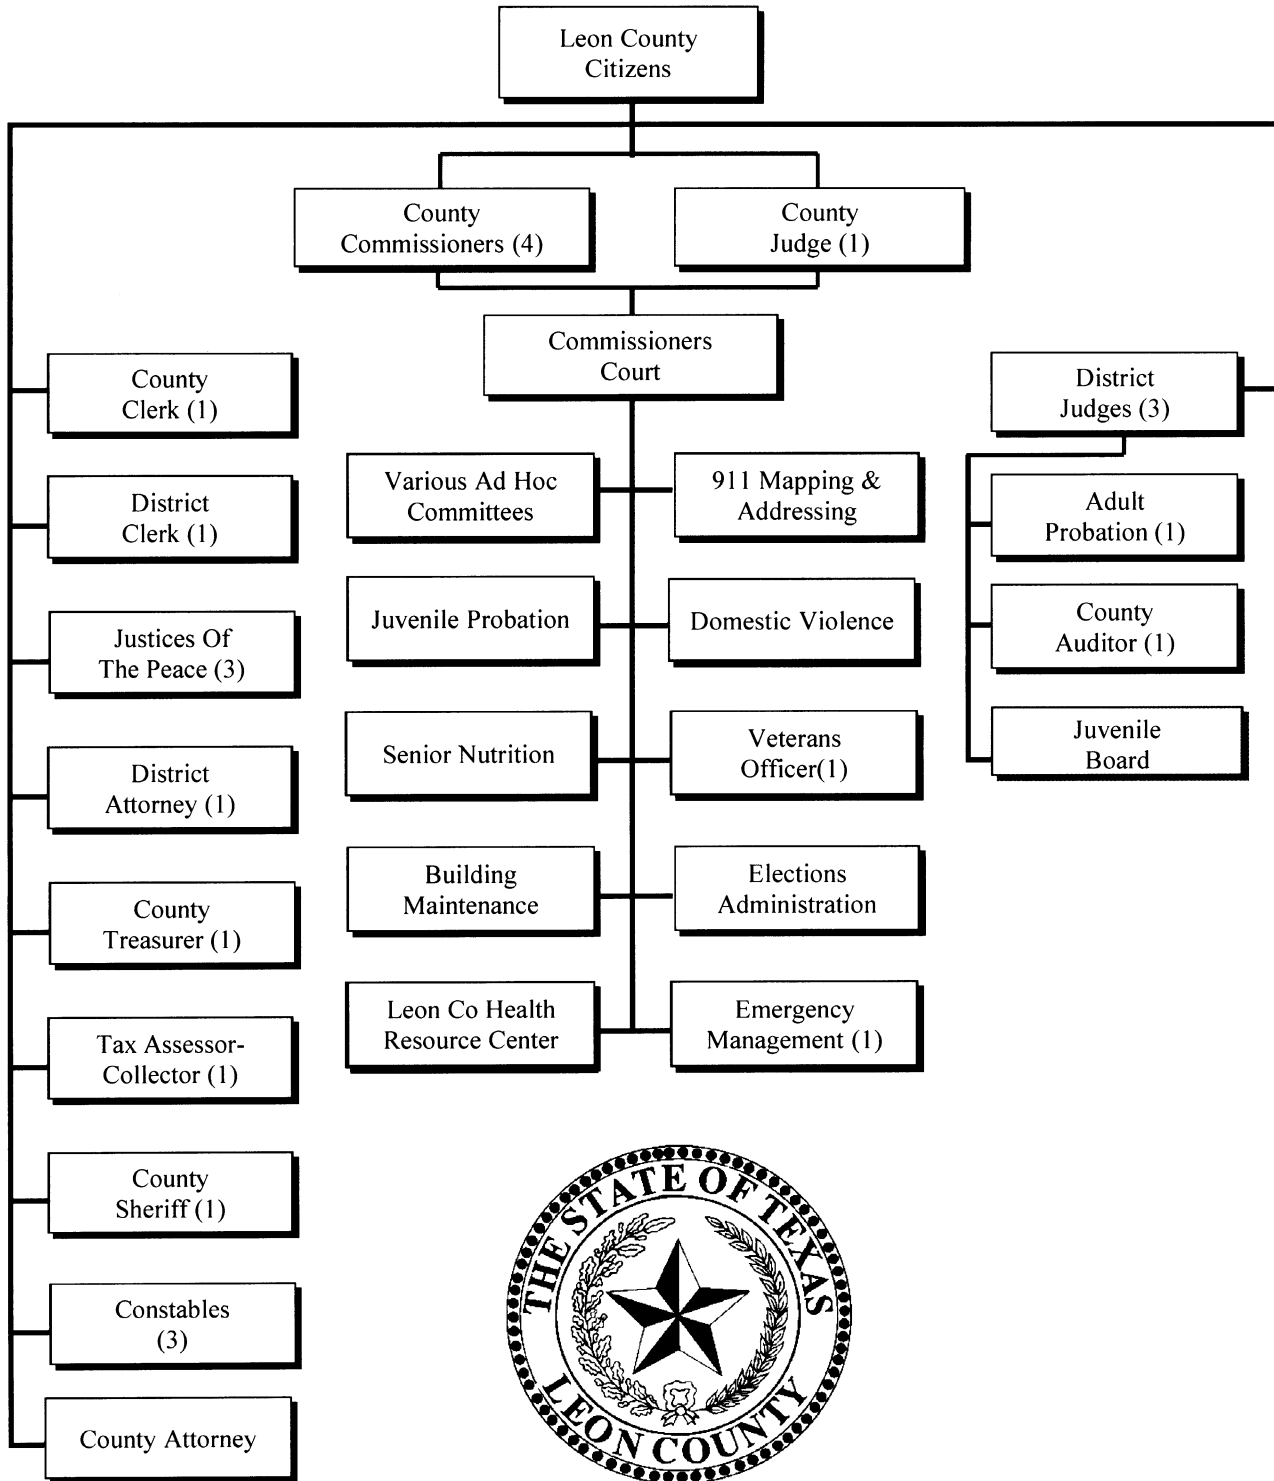 Leon County
Citizens
County
Commissioners (4)
County
Judge (1)
Commissioners
Court
County
Clerk (1)
District
Clerk (1)
Justices Of
The Peace (3)
District
Attorney (1)
County
Treasurer (1)
Tax Assessor-
Collector (1)
County
Sheriff (1)
Constables
(3)
County Attorney
Various Ad Hoc
Committees
911 Mapping &
Addressing
Juvenile Probation
Domestic Violence
Senior Nutrition
Veterans
Officer(1)
Building
Maintenance
Elections
Administration
Leon Co Health
Resource Center
Emergency
Management (1)
District
Judges (3)
Adult
Probation (1)
County
Auditor (1)
Juvenile
Board
THE STATE OF TEXAS
LEON COUNTY